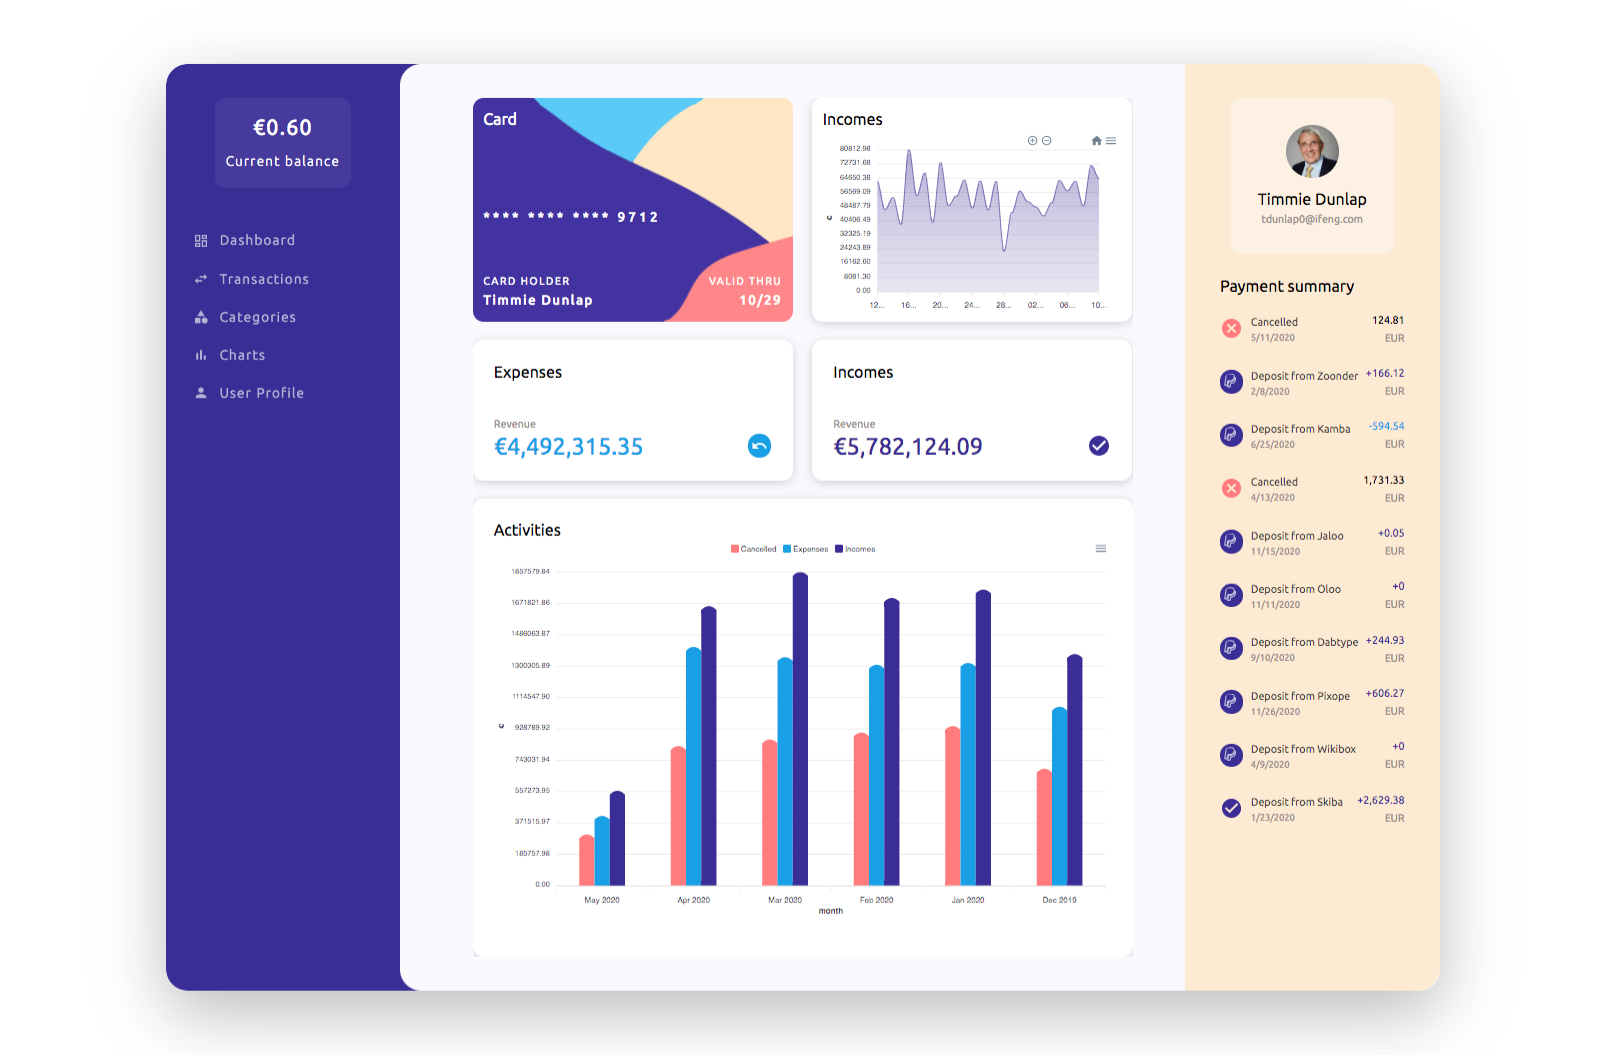 €0.60
Current balance
Dashboard
Transactions
Categories
Charts
User Profile
Card
**** **** **** 9712
CARD HOLDER
Timmie Dunlap
VALID THRU
10/29
Incomes
80812.98
72731.68
64650.38
56569.09
48487.79
40406.49
32325.19
24243.89
16162.60
8081.30
0.00
€
12... 16... 20... 24... 28... 02... 06... 10...
Expenses
Revenue
€4,492,315.35
Incomes
Revenue
€5,782,124.09
Activities
Cancelled Expenses Incomes
1857579.84
1671821.86
1486063.87
1300305.89
1114547.90
928789.92
743031.94
557273.95
371515.97
185757.98
0.00
€
May 2020 Apr 2020 Mar 2020 Feb 2020 Jan 2020 Dec 2019
month
Timmie Dunlap
tdunlap0@ifeng.com
Payment summary
Cancelled 124.81
5/11/2020 EUR
Deposit from Zoonder +166.12
2/8/2020 EUR
Deposit from Kamba -594.54
6/25/2020 EUR
Cancelled 1,731.33
4/13/2020 EUR
Deposit from Jaloo +0.05
11/15/2020 EUR
Deposit from Oloo +0
11/11/2020 EUR
Deposit from Dabtype +244.93
9/10/2020 EUR
Deposit from Pixope +606.27
11/26/2020 EUR
Deposit from Wikibox +0
4/9/2020 EUR
Deposit from Skiba +2,629.38
1/23/2020 EUR